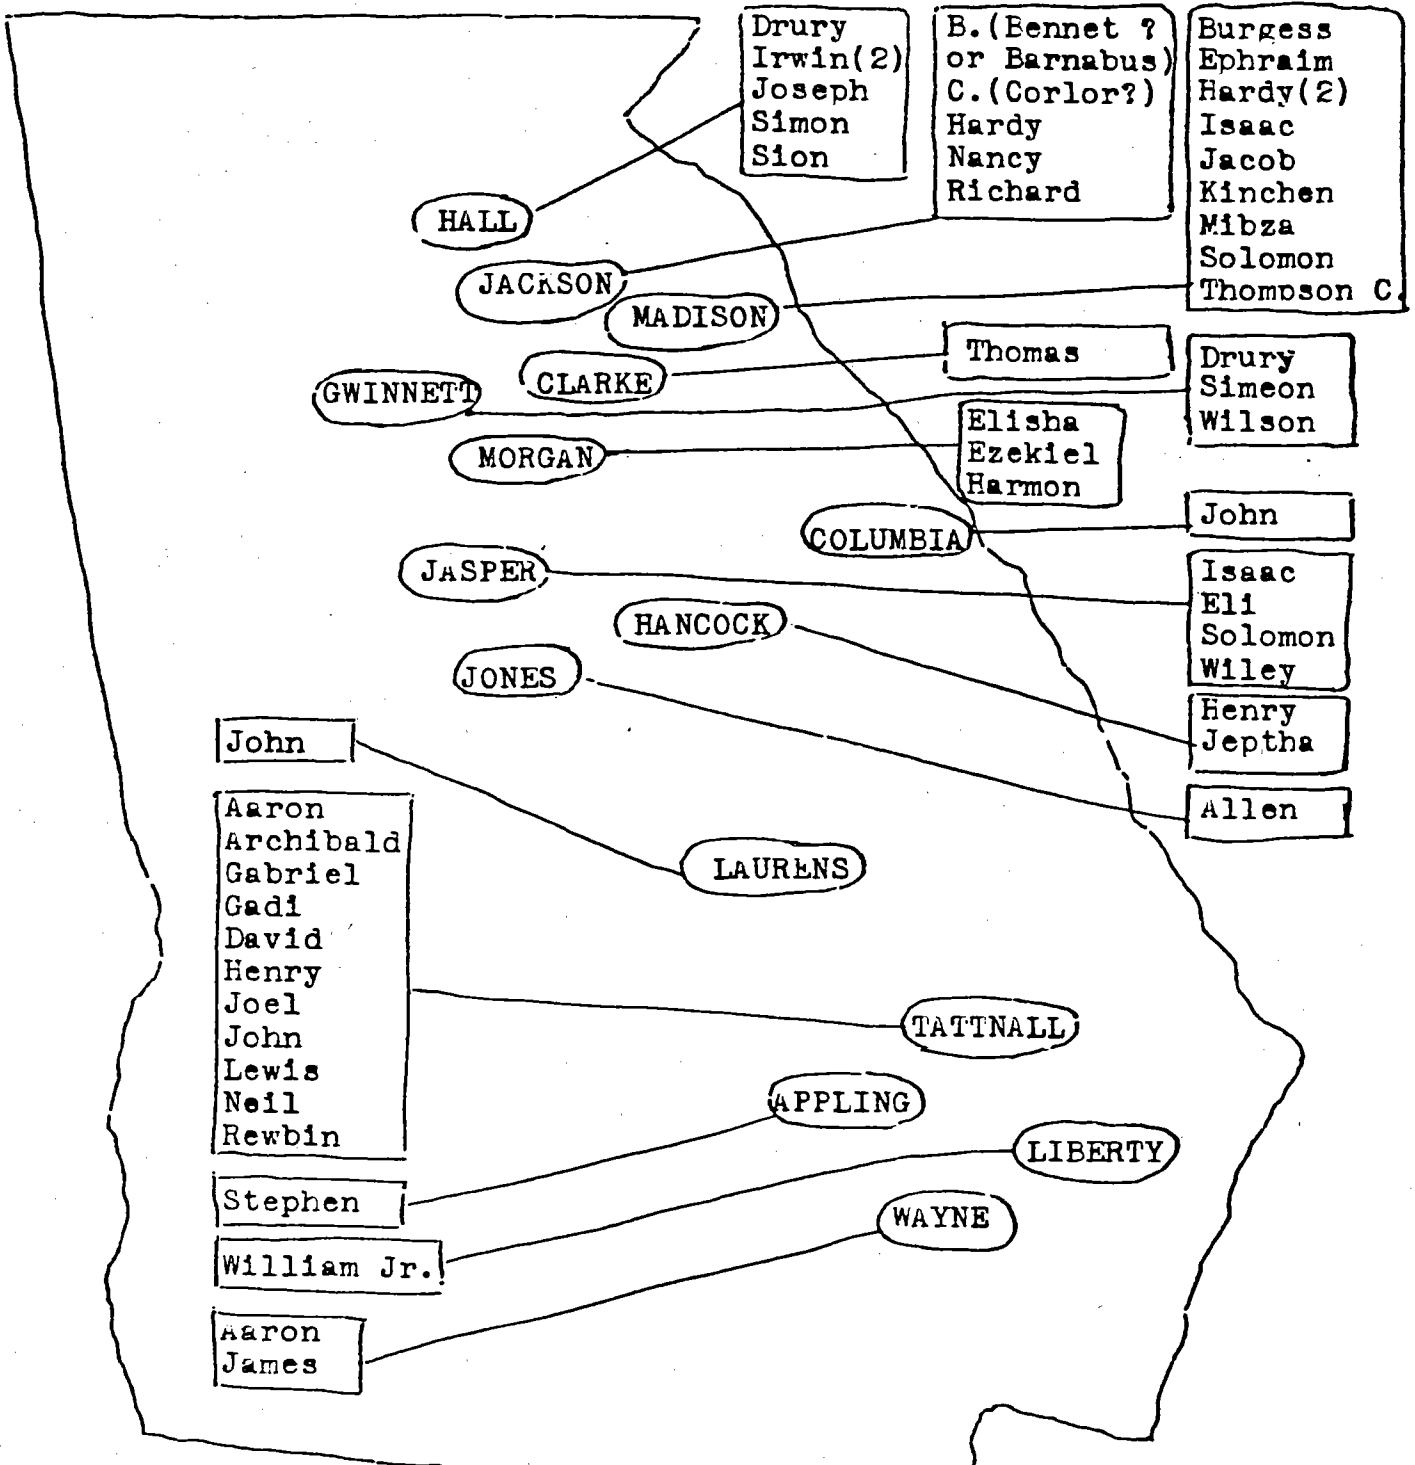 Drury
Irwin(2)
Joseph
Simon
Sion
B.(Bennet ?
or Barnabus)
C.(Corlor?)
Hardy
Nancy
Richard
Burgess
Ephraim
Hardy(2)
Isaac
Jacob
Kinchen
Mibza
Solomon
Thompson C.
HALL
JACKSON
MADISON
CLARKE
GWINNETT
MORGAN
Thomas
Drury
Simeon
Wilson
Elisha
Ezekiel
Harmon
COLUMBIA
John
JASPER
Isaac
Eli
Solomon
Wiley
HANCOCK
JONES
Henry
Jeptha
Allen
John
LAURENS
Aaron
Archibald
Gabriel
Gadi
David
Henry
Joel
John
Lewis
Neil
Rewbin
TATTNALL
APPLING
LIBERTY
WAYNE
Stephen
William Jr.
Aaron
James